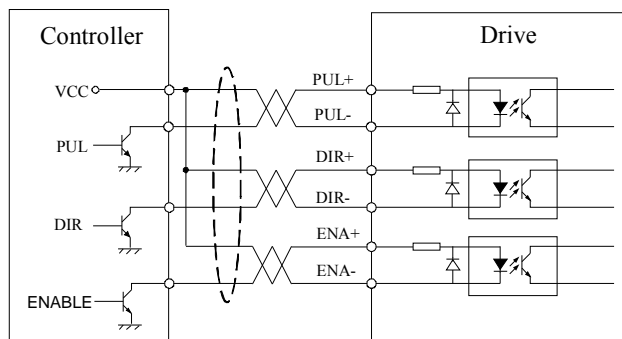 Controller
Drive
VCC
PUL+
PUL-
PUL
DIR+
DIR-
DIR
ENA+
ENA-
ENABLE